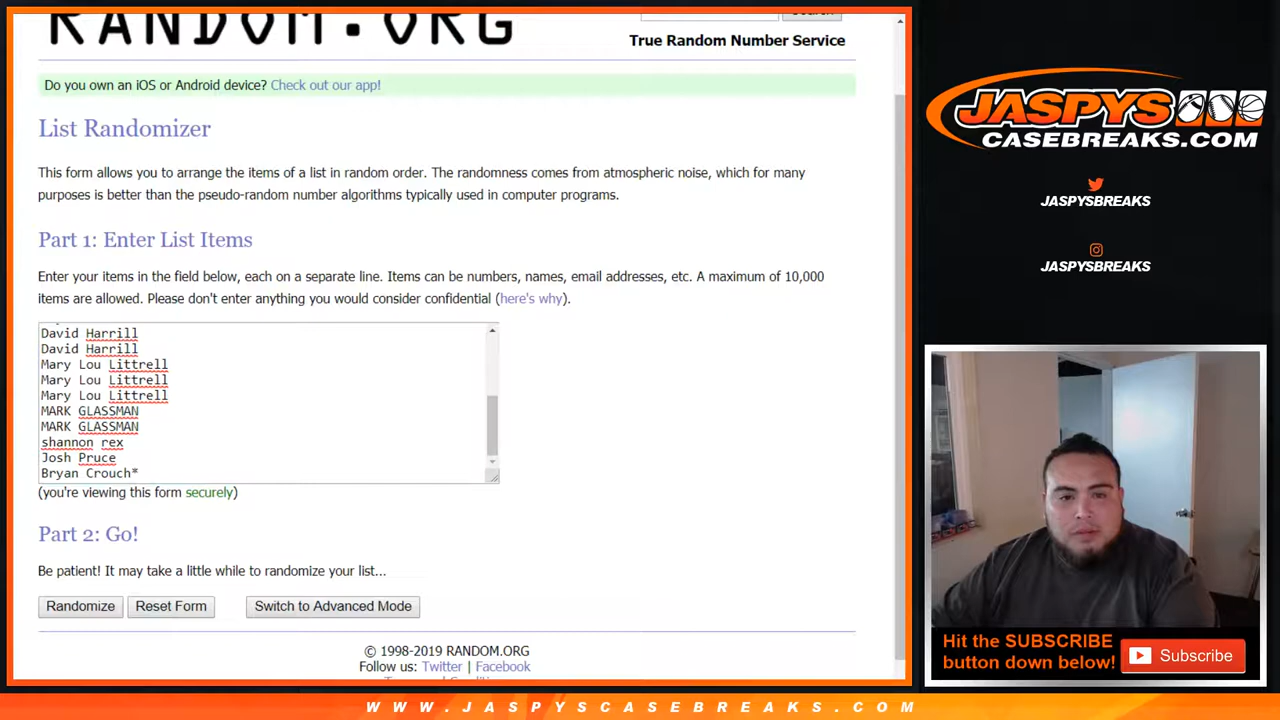 RANDOM.ORG
Search
True Random Number Service
Do you own an iOS or Android device? Check out our app!
List Randomizer
This form allows you to arrange the items of a list in random order. The randomness comes from atmospheric noise, which for many
purposes is better than the pseudo-random number algorithms typically used in computer programs.
Part 1: Enter List Items
Enter your items in the field below, each on a separate line. Items can be numbers, names, email addresses, etc. A maximum of 10,000
items are allowed. Please don't enter anything you would consider confidential (here's why).
David Harrill
David Harrill
Mary Lou Littrell
Mary Lou Littrell
Mary Lou Littrell
MARK GLASSMAN
MARK GLASSMAN
shannon rex
Josh Pruce
Bryan Crouch*
(you're viewing this form securely)
Part 2: Go!
Be patient! It may take a little while to randomize your list...
Randomize
Reset Form
Switch to Advanced Mode
© 1998-2019 RANDOM.ORG
Follow us: Twitter | Facebook
JASPYS
CASEBREAKS.COM
JASPYSBREAKS
JASPYSBREAKS
Hit the SUBSCRIBE
button down below!
Subscribe
WWW.JASPYSCASEBREAKS.COM